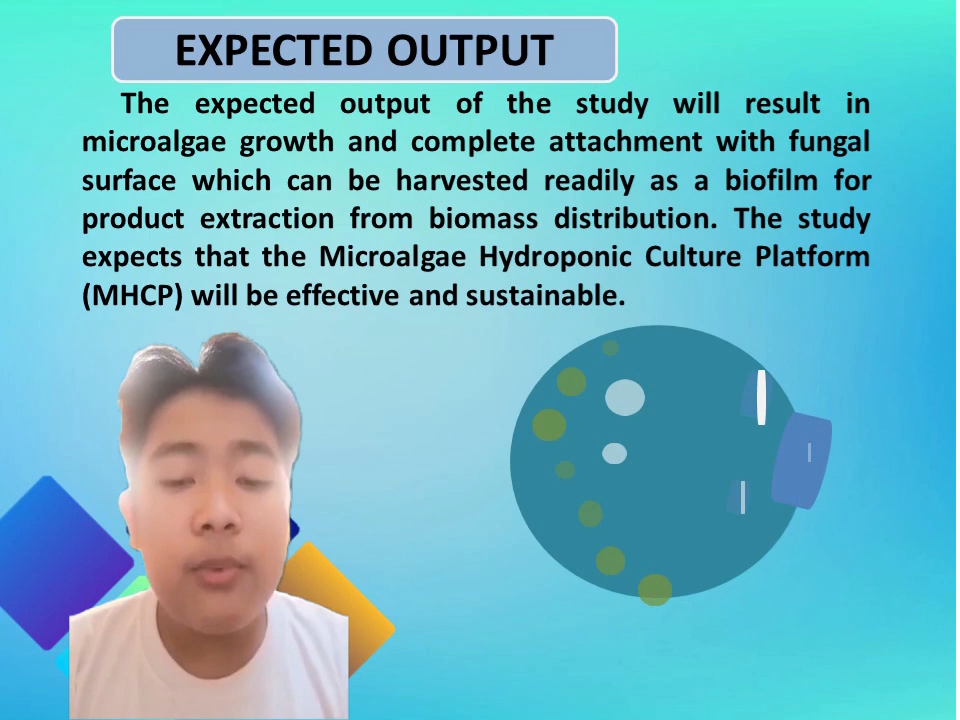 EXPECTED OUTPUT
The expected output of the study will result in
microalgae growth and complete attachment with fungal
surface which can be harvested readily as a biofilm for
product extraction from biomass distribution. The study
expects that the Microalgae Hydroponic Culture Platform
(MHCP) will be effective and sustainable.